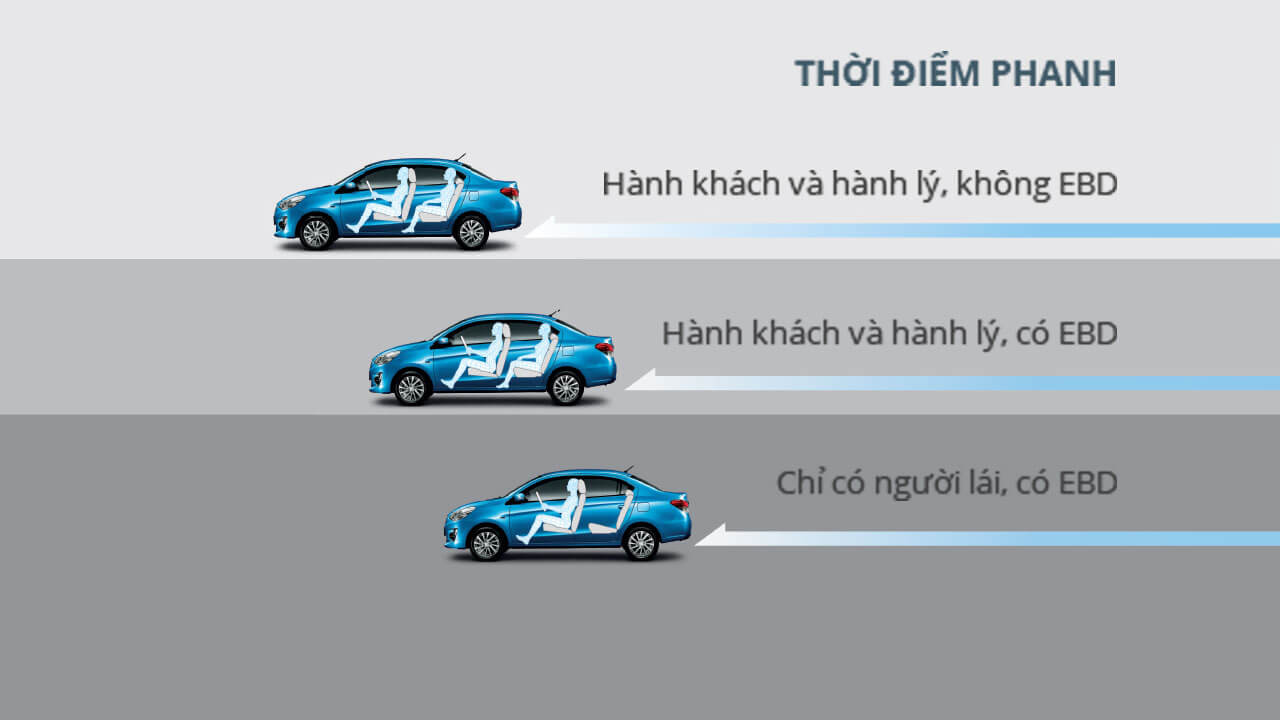 THỜI ĐIỂM PHANH
Hành khách và hành lý, không EBD
Hành khách và hành lý, có EBD
Chỉ có người lái, có EBD